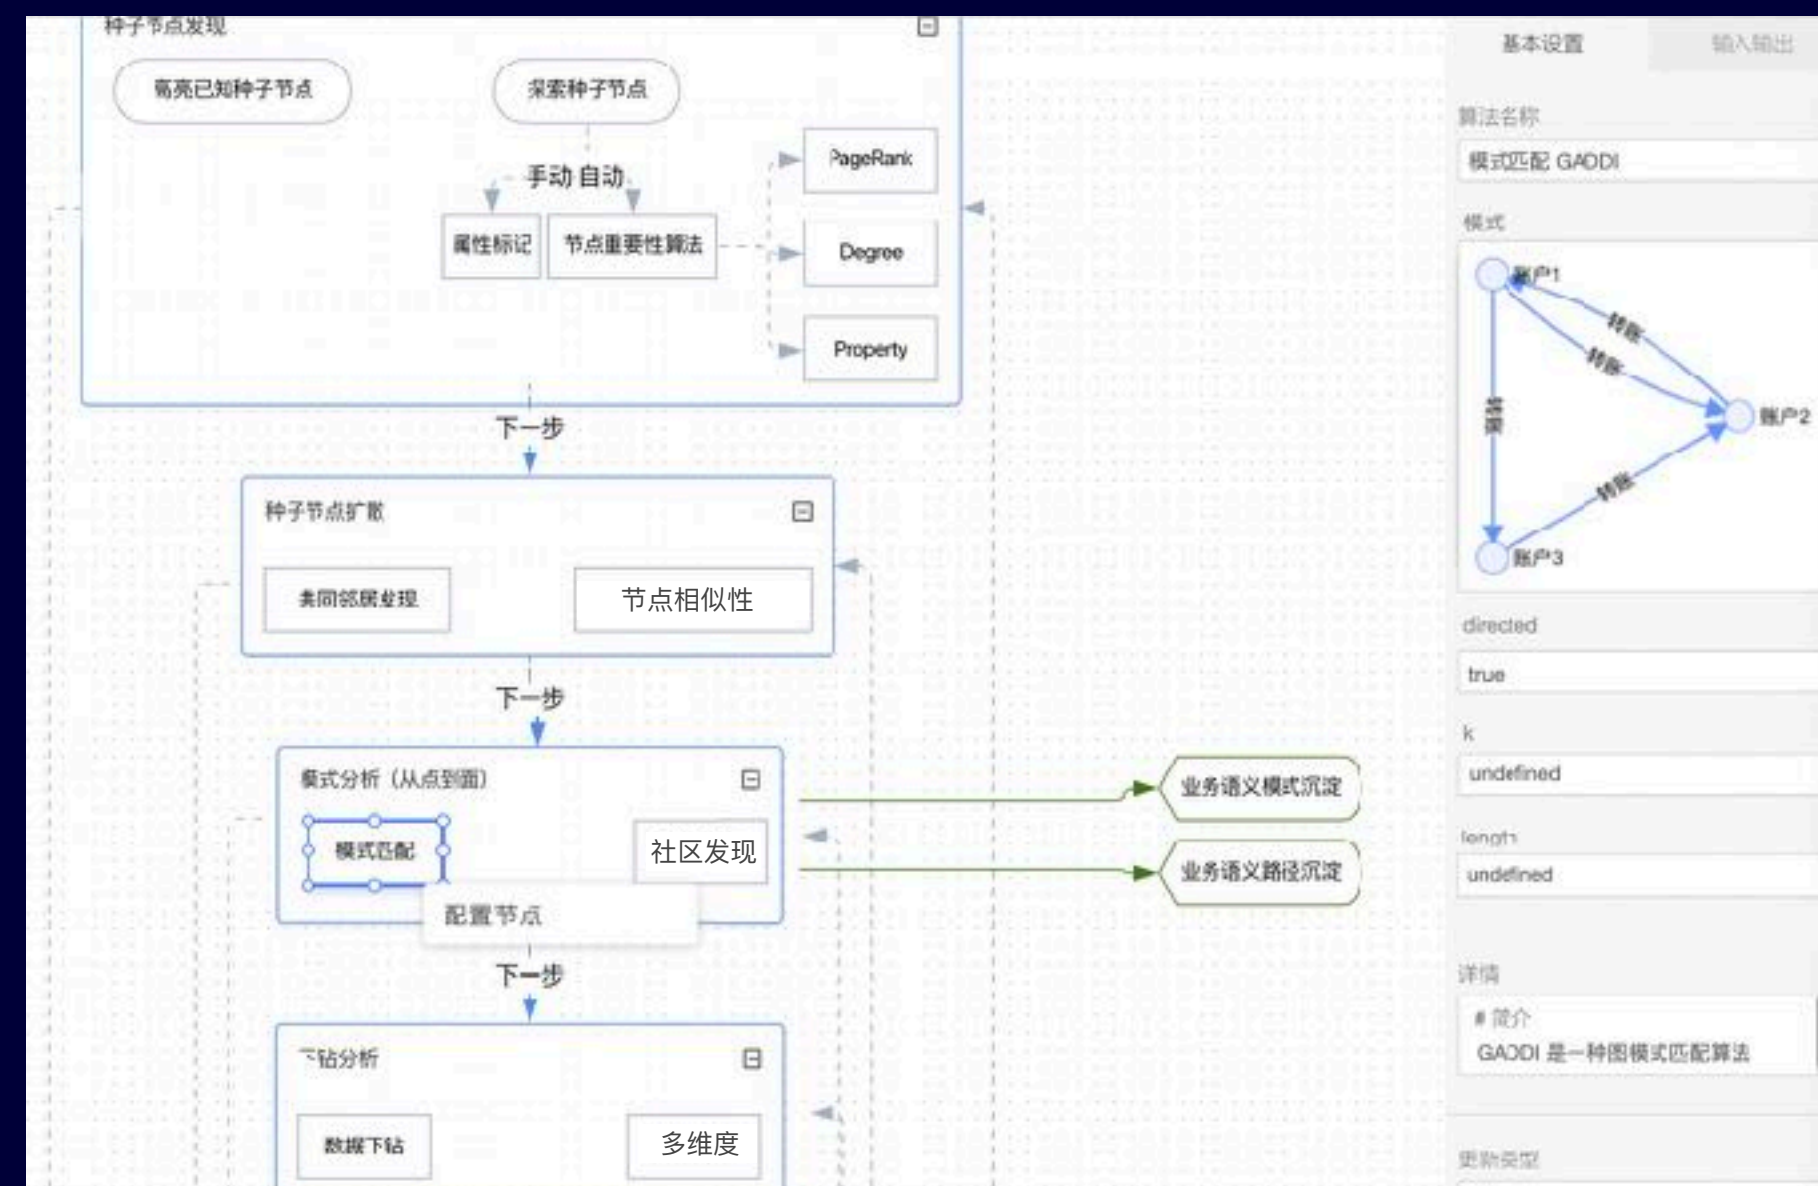 种子节点发现
高亮已知种子节点
探索种子节点
手动 自动
属性标记
节点重要性算法
PageRank
Degree
Property
下一步
种子节点扩散
共同邻居发现
节点相似性
下一步
模式分析（从点到面）
模式匹配
社区发现
配置节点
业务语义模式沉淀
业务语义路径沉淀
下一步
下钻分析
数据下钻
多维度
基本设置
输入输出
算法名称
模式匹配 GADDI
模式
账户1
转账
转账
转账
账户2
转账
账户3
directed
true
k
undefined
length
undefined
详情
# 简介
GADDI 是一种图模式匹配算法
更新类型